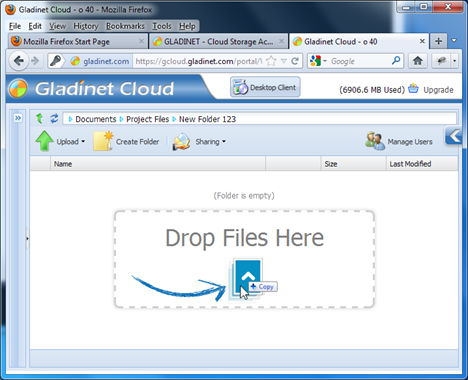 Gladinet Cloud - o 40 - Mozilla Firefox
File Edit View History Bookmarks Tools Help
Mozilla Firefox Start Page GLADINET - Cloud Storage Ac... Gladinet Cloud - o 40
gladinet.com https://gcloud.gladinet.com/portal/ Google
Gladinet Cloud Desktop Client (6906.6 MB Used) Upgrade
Documents Project Files New Folder 123
Upload Create Folder Sharing Manage Users
Name Size Last Modified
(Folder is empty)
Drop Files Here
Copy